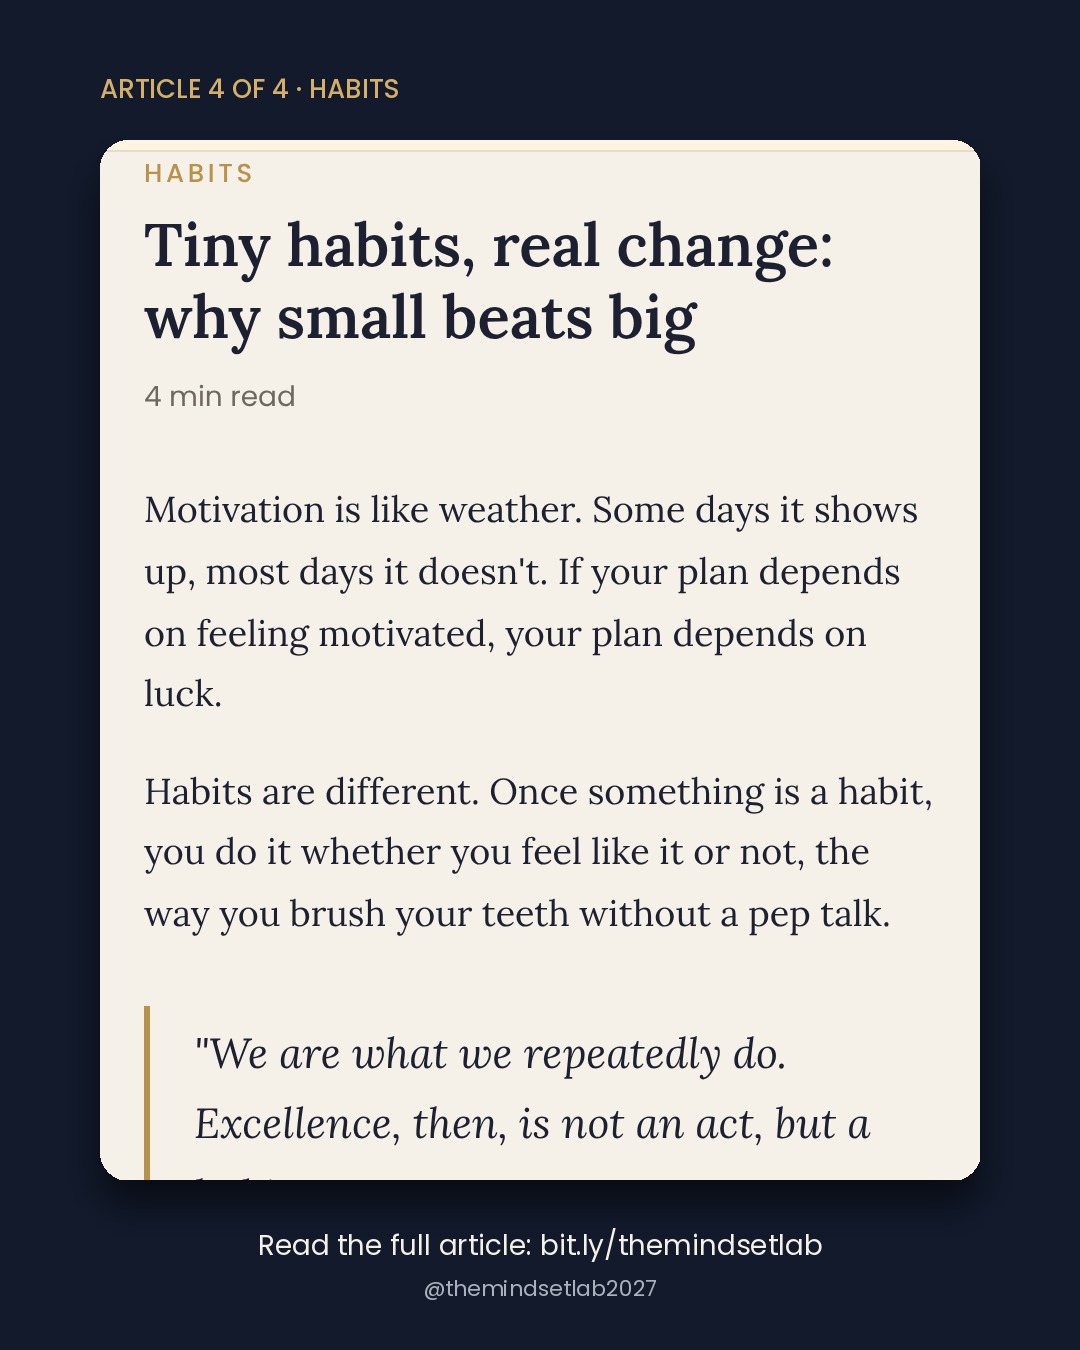 ARTICLE 4 OF 4 · HABITS
HABITS
Tiny habits, real change:
why small beats big
4 min read
Motivation is like weather. Some days it shows
up, most days it doesn't. If your plan depends
on feeling motivated, your plan depends on
luck.
Habits are different. Once something is a habit,
you do it whether you feel like it or not, the
way you brush your teeth without a pep talk.
"We are what we repeatedly do.
Excellence, then, is not an act, but a
Read the full article: bit.ly/themindsetlab
@themindsetlab2027